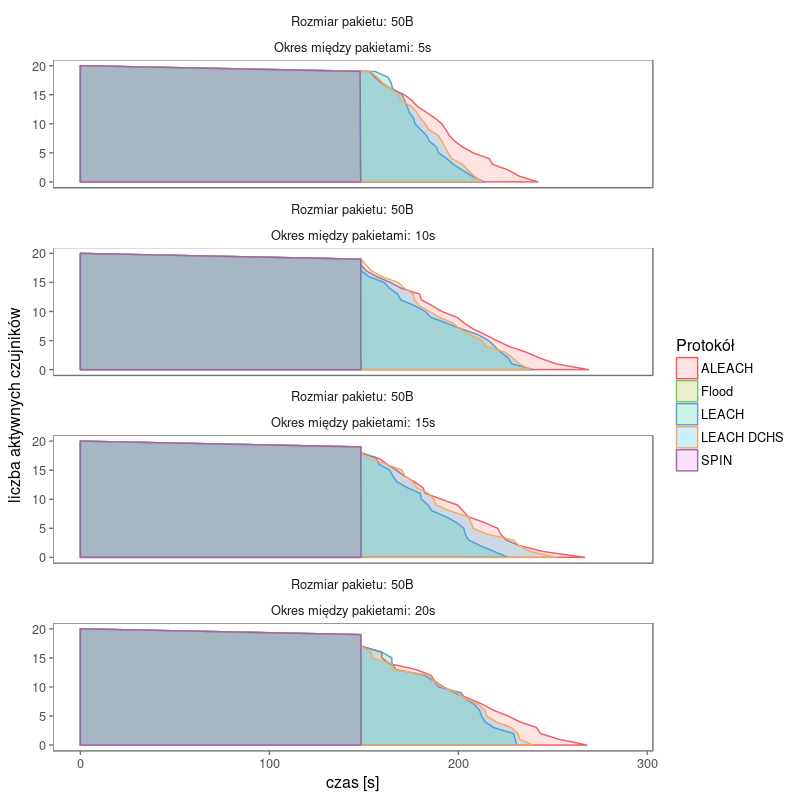 Rozmiar pakietu: 50B
Okres między pakietami: 5s
20
15
10
5
0
Rozmiar pakietu: 50B
Okres między pakietami: 10s
20
15
10
5
0
Rozmiar pakietu: 50B
Okres między pakietami: 15s
20
15
10
5
0
Rozmiar pakietu: 50B
Okres między pakietami: 20s
20
15
10
5
0
0 100 200 300
czas [s]
liczba aktywnych czujników
Protokół
ALEACH
Flood
LEACH
LEACH DCHS
SPIN